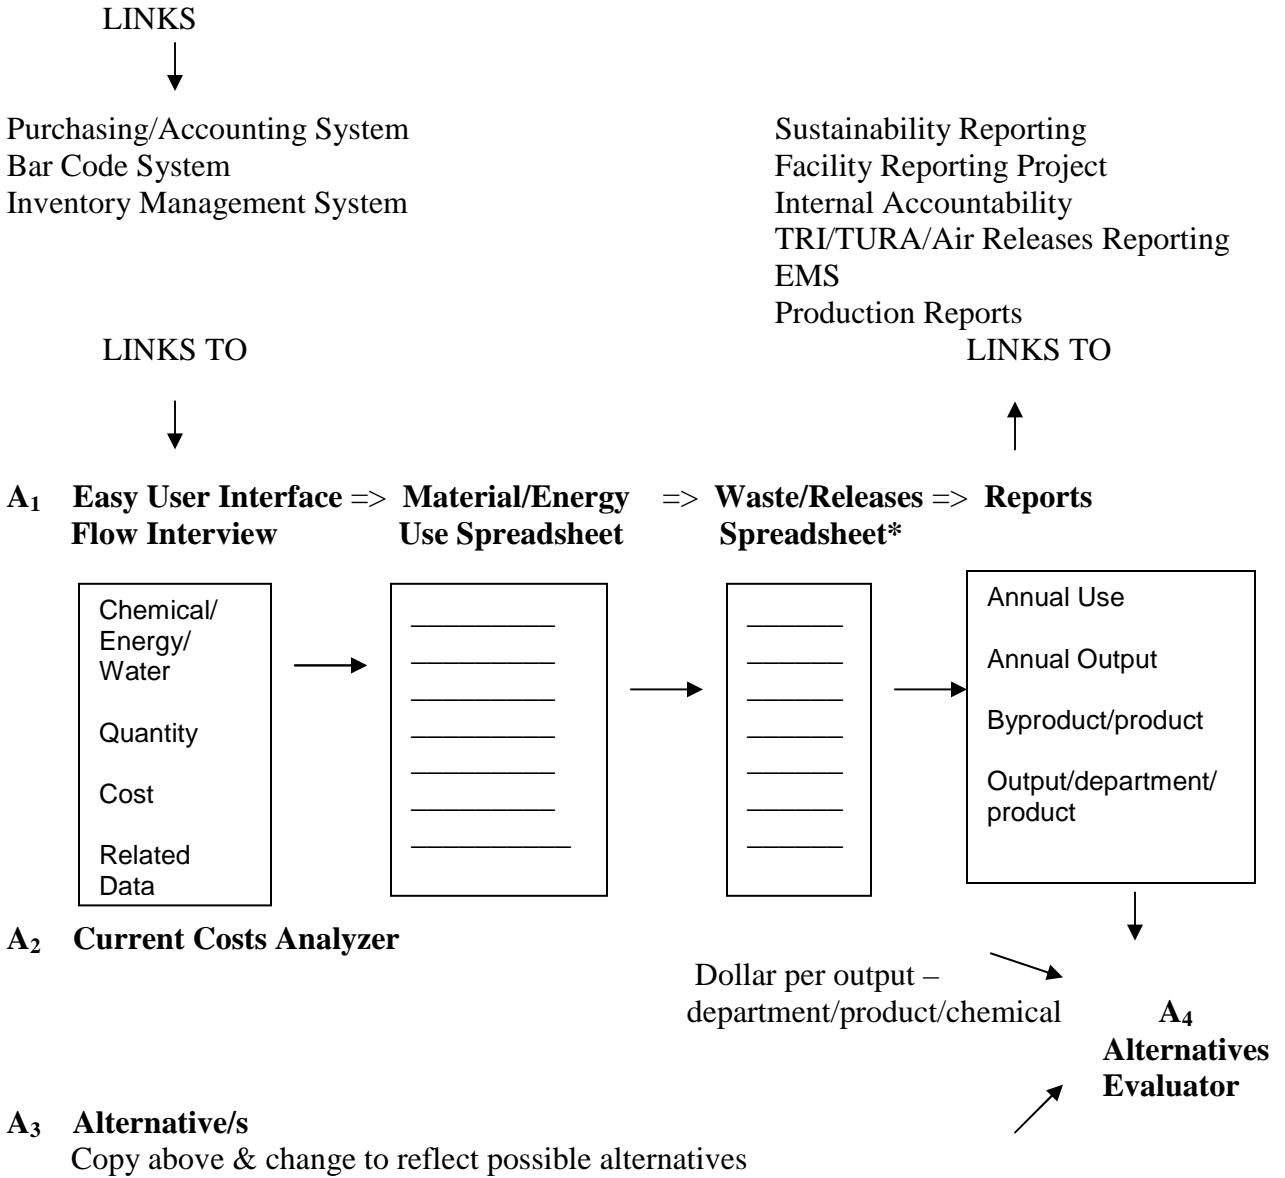 LINKS
Purchasing/Accounting System
Bar Code System
Inventory Management System
Sustainability Reporting
Facility Reporting Project
Internal Accountability
TRI/TURA/Air Releases Reporting
EMS
Production Reports
LINKS TO
LINKS TO
A₁ Easy User Interface => Material/Energy => Waste/Releases => Reports
Flow Interview Use Spreadsheet Spreadsheet*
Chemical/
Energy/
Water
Quantity
Cost
Related
Data
Annual Use
Annual Output
Byproduct/product
Output/department/
product
A₂ Current Costs Analyzer
Dollar per output –
department/product/chemical
A₄
Alternatives
Evaluator
A₃ Alternative/s
Copy above & change to reflect possible alternatives